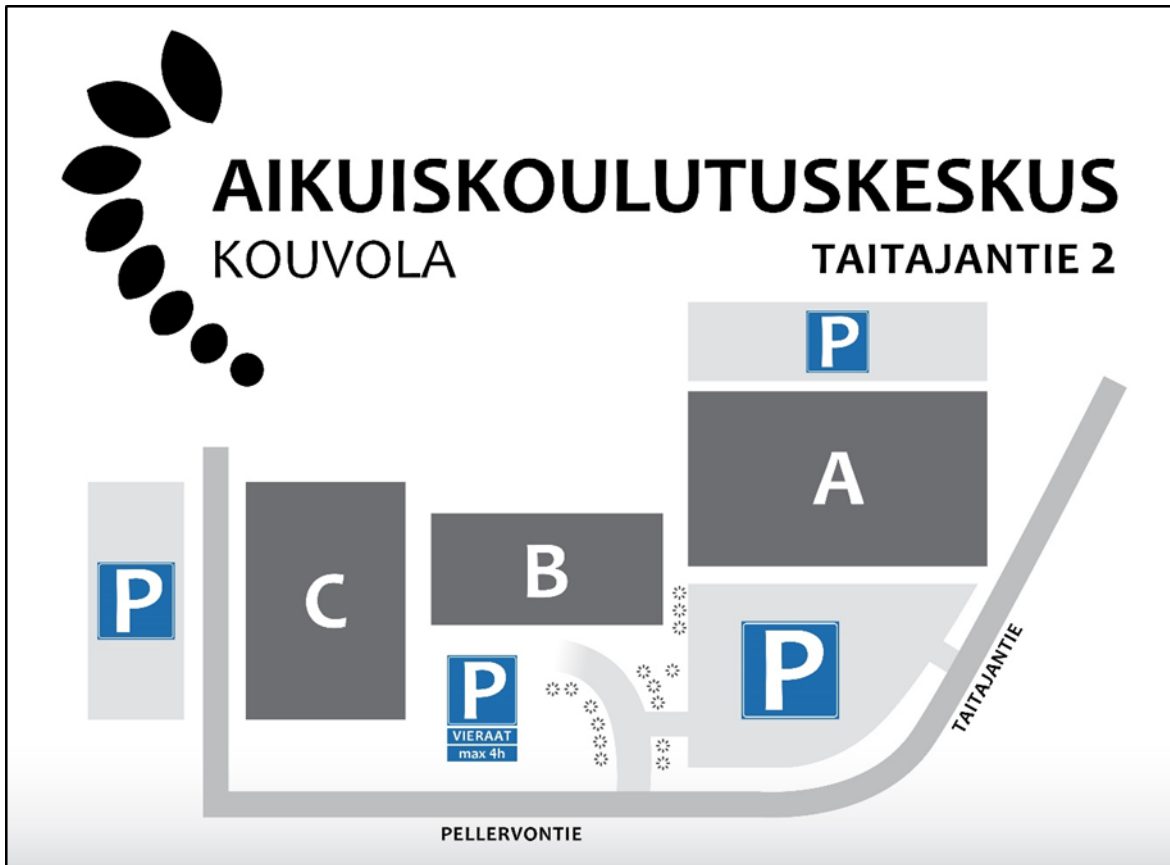 AIKUISKOULUTUSKESKUS
KOUVOLA
TAITAJANTIE 2
P
A
B
C
P
P
P
VIERAAT
max 4h
TAITAJANTIE
PELLERVONTIE